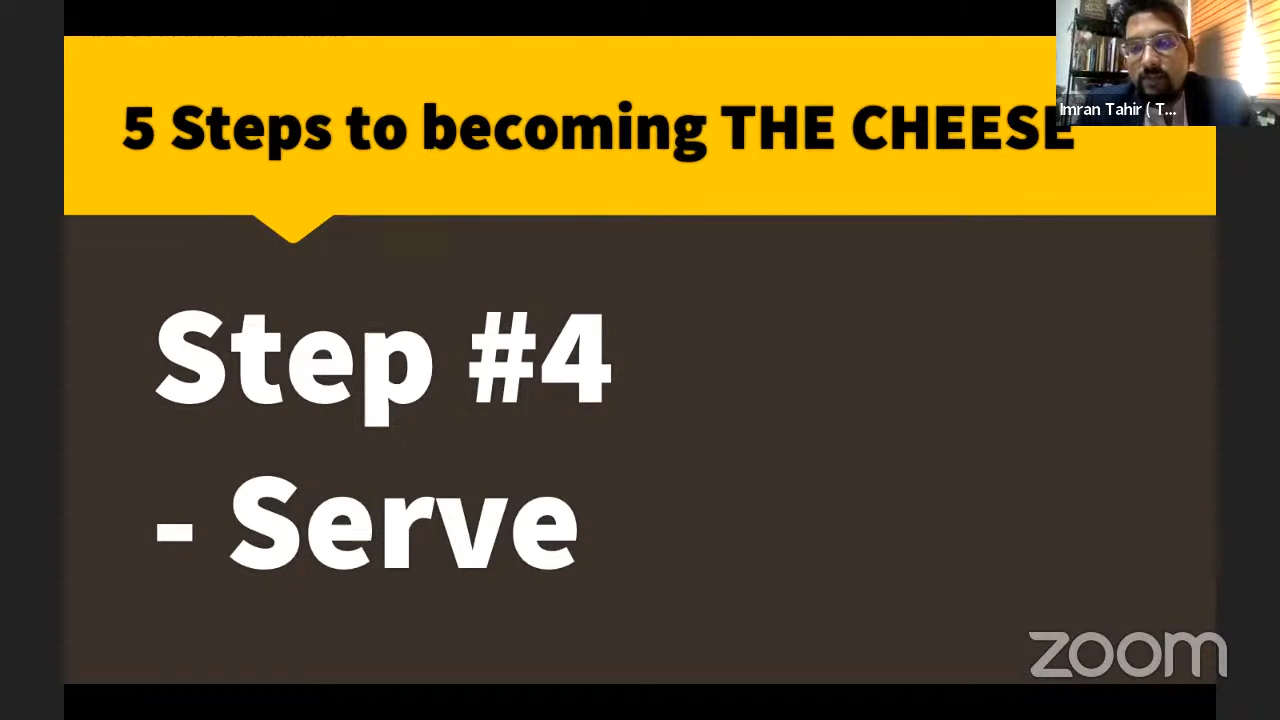 5 Steps to becoming THE CHEESE
Imran Tahir ( T...
Step #4
- Serve
zoom